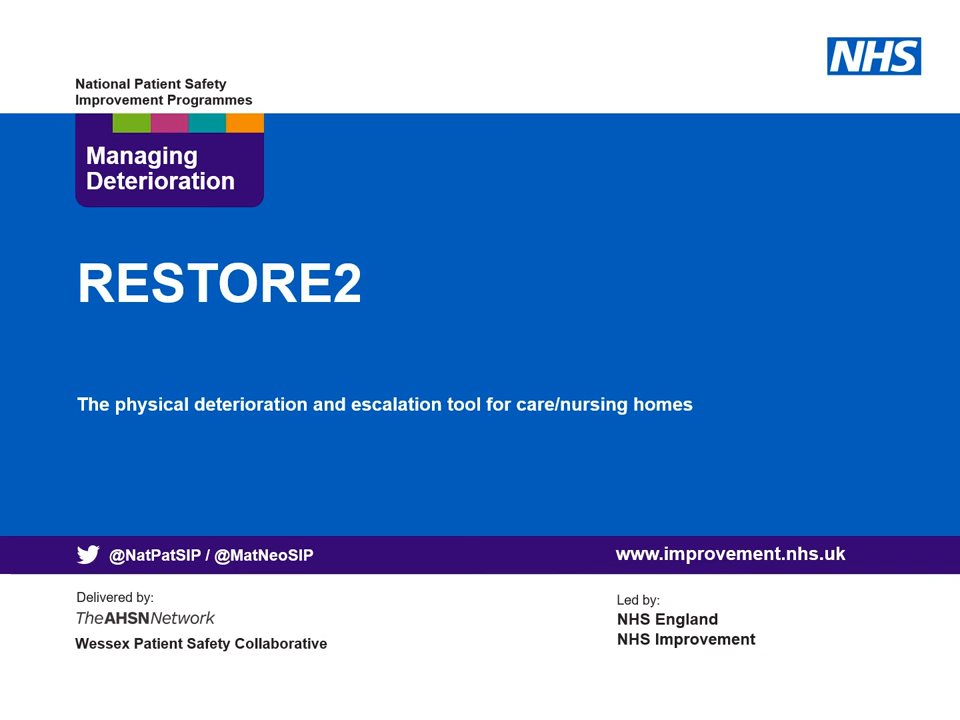 NHS
National Patient Safety
Improvement Programmes
Managing
Deterioration
RESTORE2
The physical deterioration and escalation tool for care/nursing homes
@NatPatSIP / @MatNeoSIP
www.improvement.nhs.uk
Delivered by:
TheAHSNNetwork
Wessex Patient Safety Collaborative
Led by:
NHS England
NHS Improvement